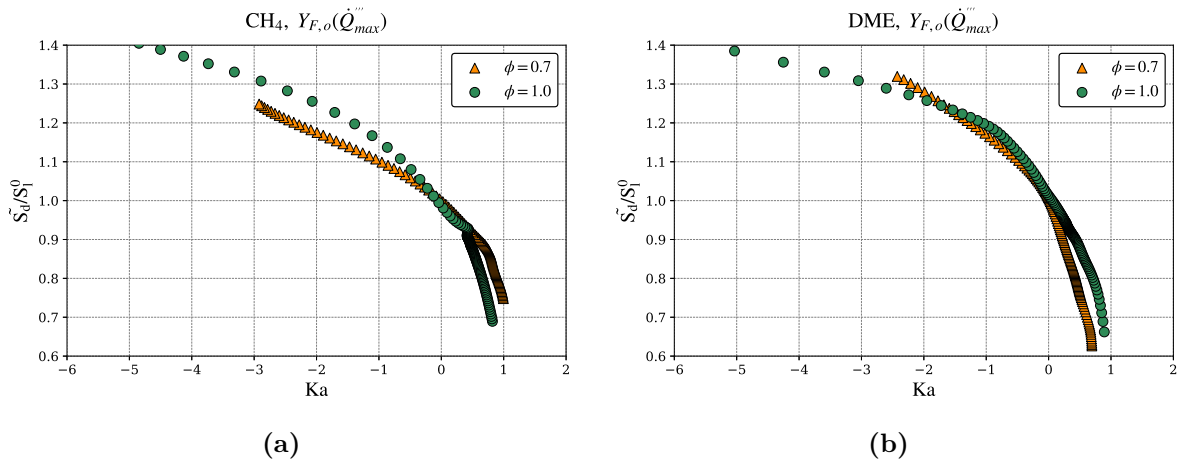 CH4, YF,o(Q̇'''max)
1.4
1.3
1.2
1.1
1.0
0.9
0.8
0.7
0.6
S̃d/Sl0
ϕ=0.7
ϕ=1.0
−6 −5 −4 −3 −2 −1 0 1 2
Ka
(a)
DME, YF,o(Q̇'''max)
1.4
1.3
1.2
1.1
1.0
0.9
0.8
0.7
0.6
S̃d/Sl0
ϕ=0.7
ϕ=1.0
−6 −5 −4 −3 −2 −1 0 1 2
Ka
(b)